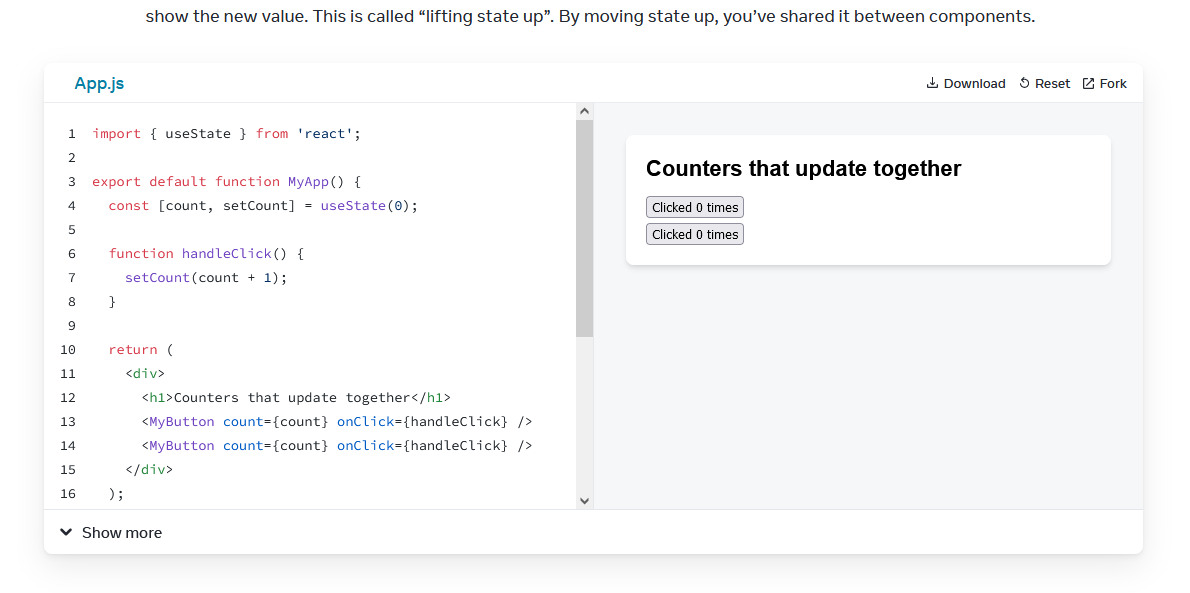 show the new value. This is called “lifting state up”. By moving state up, you’ve shared it between components.
App.js
Download Reset Fork
1 import { useState } from 'react';
2
3 export default function MyApp() {
4   const [count, setCount] = useState(0);
5
6   function handleClick() {
7     setCount(count + 1);
8   }
9
10   return (
11     <div>
12       <h1>Counters that update together</h1>
13       <MyButton count={count} onClick={handleClick} />
14       <MyButton count={count} onClick={handleClick} />
15     </div>
16   );
Counters that update together
Clicked 0 times
Clicked 0 times
Show more